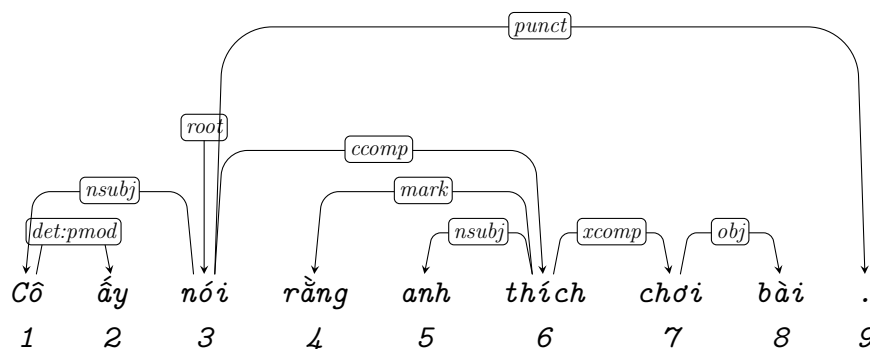 punct
root
ccomp
nsubj mark
det:pmod nsubj xcomp obj
Cô ấy nói rằng anh thích chơi bài .
1 2 3 4 5 6 7 8 9